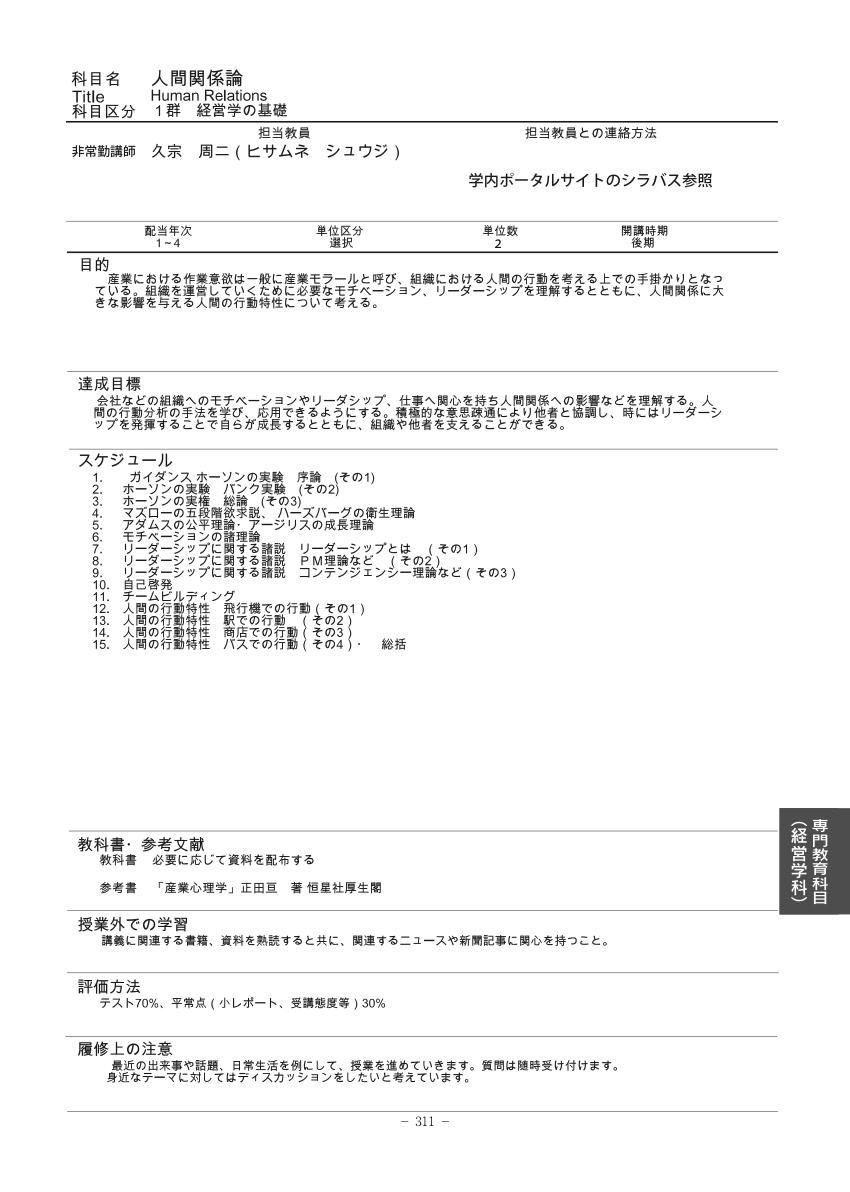 科目名　人間関係論
Title　Human Relations
科目区分　１群　経営学の基礎
担当教員　担当教員との連絡方法
非常勤講師　久宗　周二（ヒサムネ　シュウジ）
学内ポータルサイトのシラバス参照
配当年次　単位区分　単位数　開講時期
1～4　選択　2　後期
目的
産業における作業意欲は一般に産業モラールと呼び、組織における人間の行動を考える上での手掛かりとなっ
ている。組織を運営していくために必要なモチベーション、リーダーシップを理解するとともに、人間関係に大
きな影響を与える人間の行動特性について考える。
達成目標
会社などの組織へのモチベーションやリーダシップ、仕事へ関心を持ち人間関係への影響などを理解する。人
間の行動分析の手法を学び、応用できるようにする。積極的な意思疎通により他者と協調し、時にはリーダーシ
ップを発揮することで自らが成長するとともに、組織や他者を支えることができる。
スケジュール
1.　ガイダンス ホーソンの実験　序論　(その1)
2.　ホーソンの実験　バンク実験　(その2)
3.　ホーソンの実権　総論　(その3)
4.　マズローの五段階欲求説、ハーズバーグの衛生理論
5.　アダムスの公平理論・アージリスの成長理論
6.　モチベーションの諸理論
7.　リーダーシップに関する諸説　リーダーシップとは　（その1）
8.　リーダーシップに関する諸説　ＰＭ理論など　（その2）
9.　リーダーシップに関する諸説　コンテンジェンシー理論など（その3）
10.　自己啓発
11.　チームビルディング
12.　人間の行動特性　飛行機での行動（その1）
13.　人間の行動特性　駅での行動　（その2）
14.　人間の行動特性　商店での行動（その3）
15.　人間の行動特性　バスでの行動（その4）・　総括
教科書・参考文献
教科書　必要に応じて資料を配布する
参考書　「産業心理学」正田亘　著 恒星社厚生閣
授業外での学習
講義に関連する書籍、資料を熟読すると共に、関連するニュースや新聞記事に関心を持つこと。
評価方法
テスト70%、平常点（小レポート、受講態度等）30%
履修上の注意
最近の出来事や話題、日常生活を例にして、授業を進めていきます。質問は随時受け付けます。
身近なテーマに対してはディスカッションをしたいと考えています。
専門教育科目
（経営学科）
－ 311 －